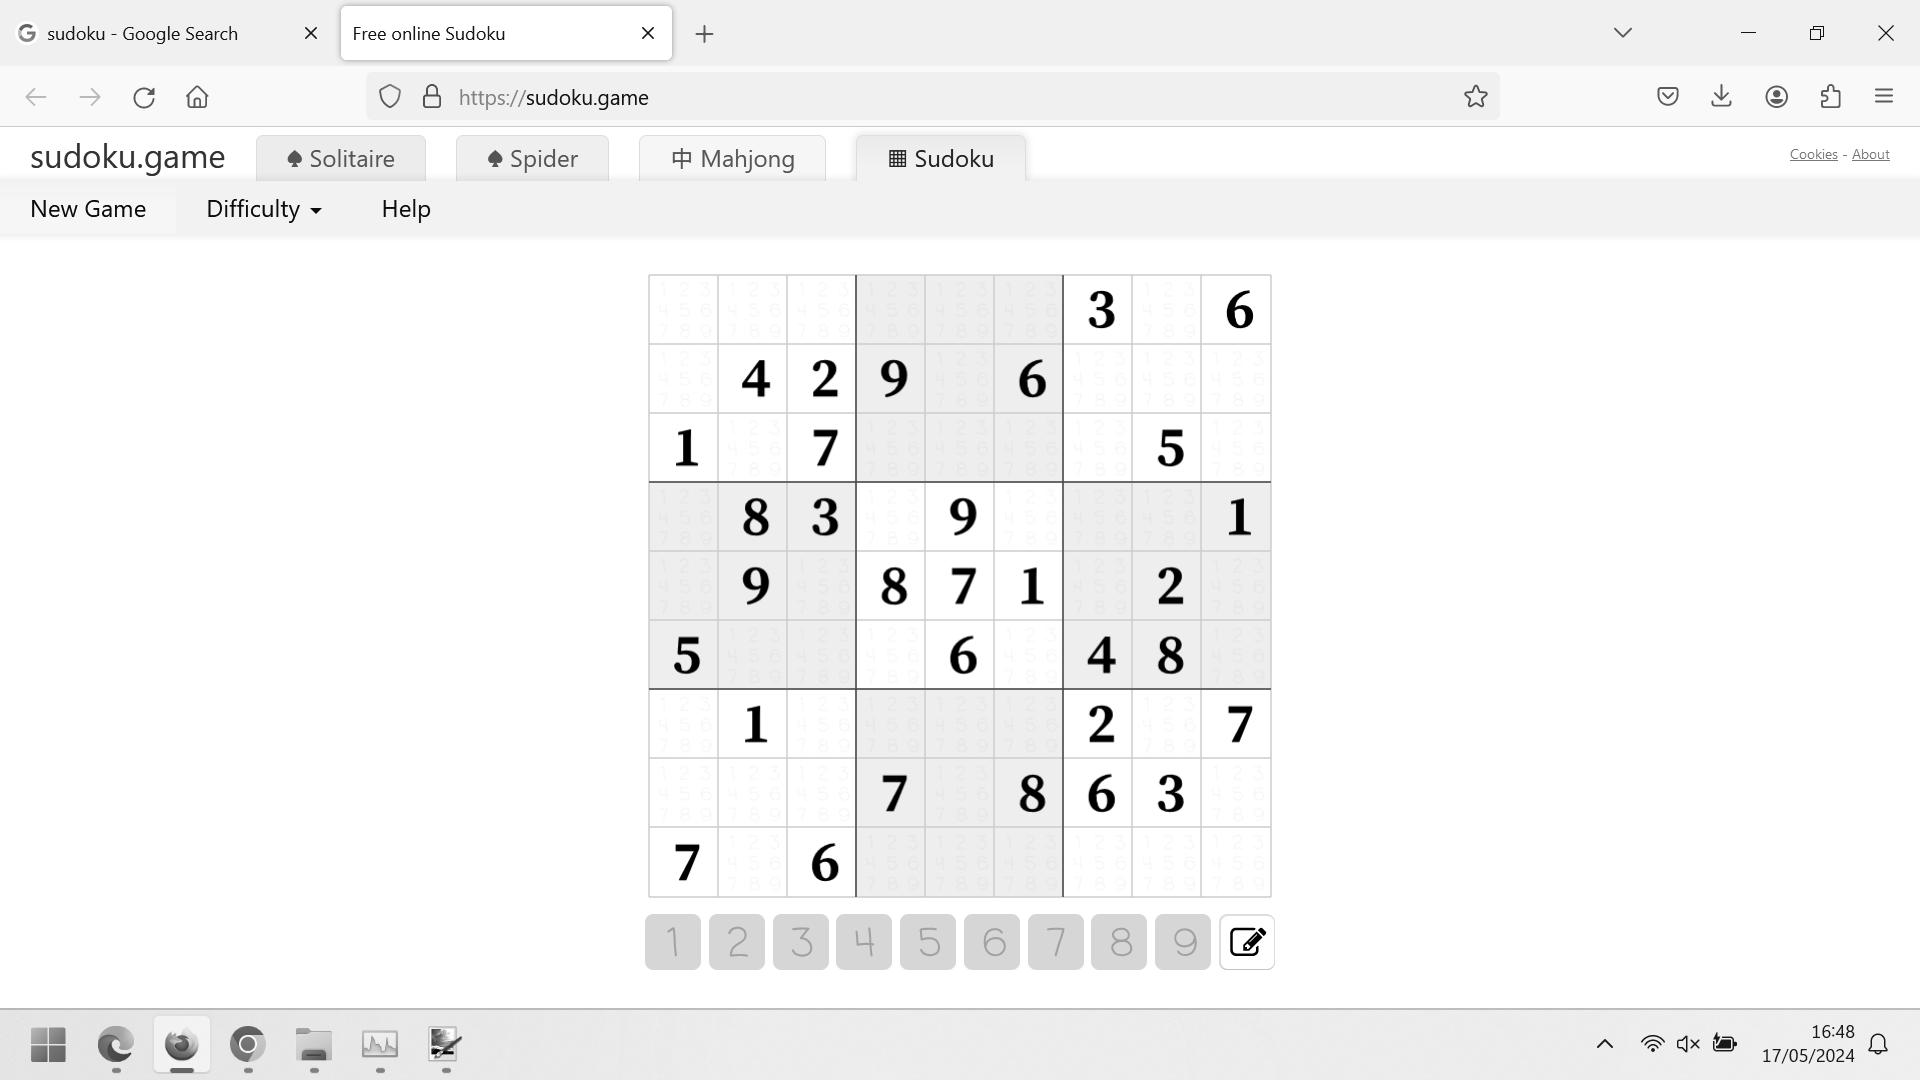 sudoku - Google Search
Free online Sudoku
https://sudoku.game
sudoku.game
Solitaire
Spider
中 Mahjong
Sudoku
Cookies - About
New Game
Difficulty
Help
3 6
4 2 9 6
1 7 5
8 3 9 1
9 8 7 1 2
5 6 4 8
1 2 7
7 8 6 3
7 6
1 2 3 4 5 6 7 8 9
16:48
17/05/2024